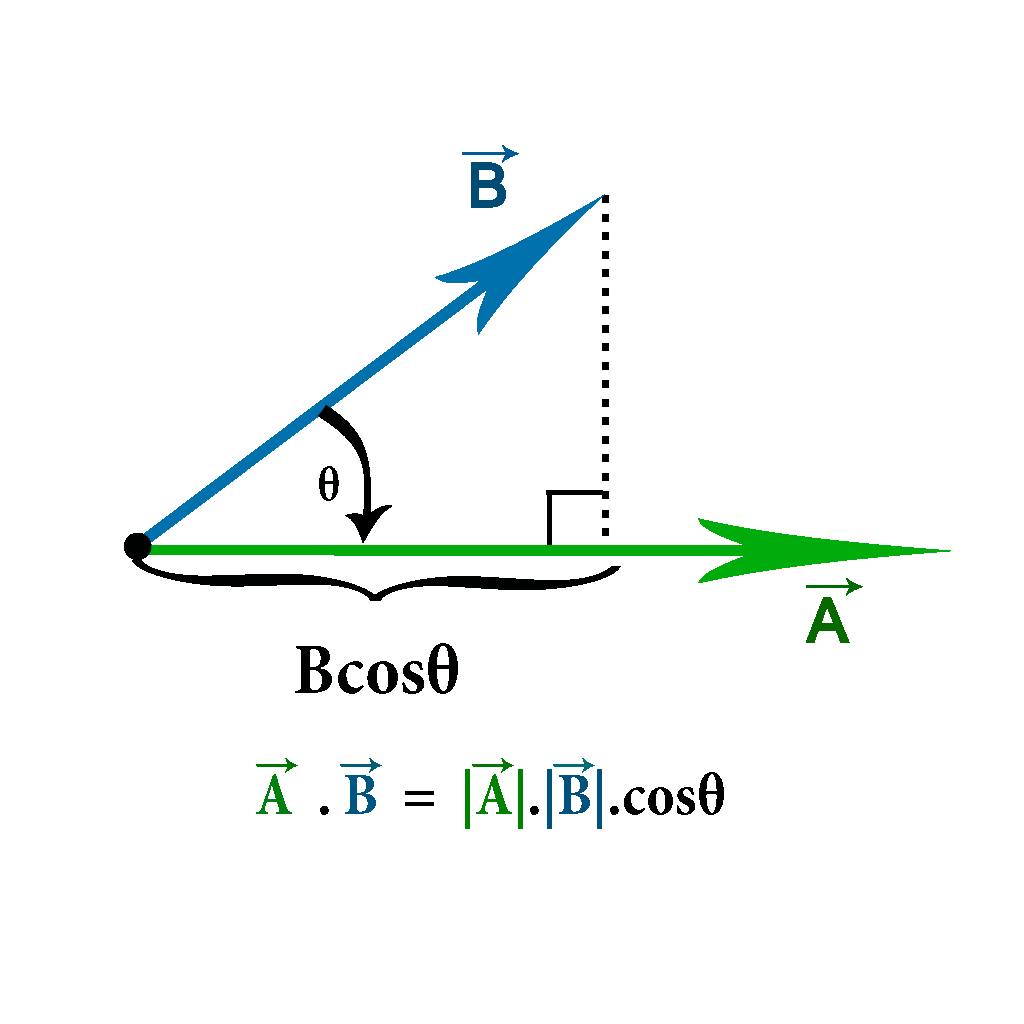 B⃗
θ
A⃗
Bcosθ
A⃗ . B⃗ = |A⃗|.|B⃗|.cosθ